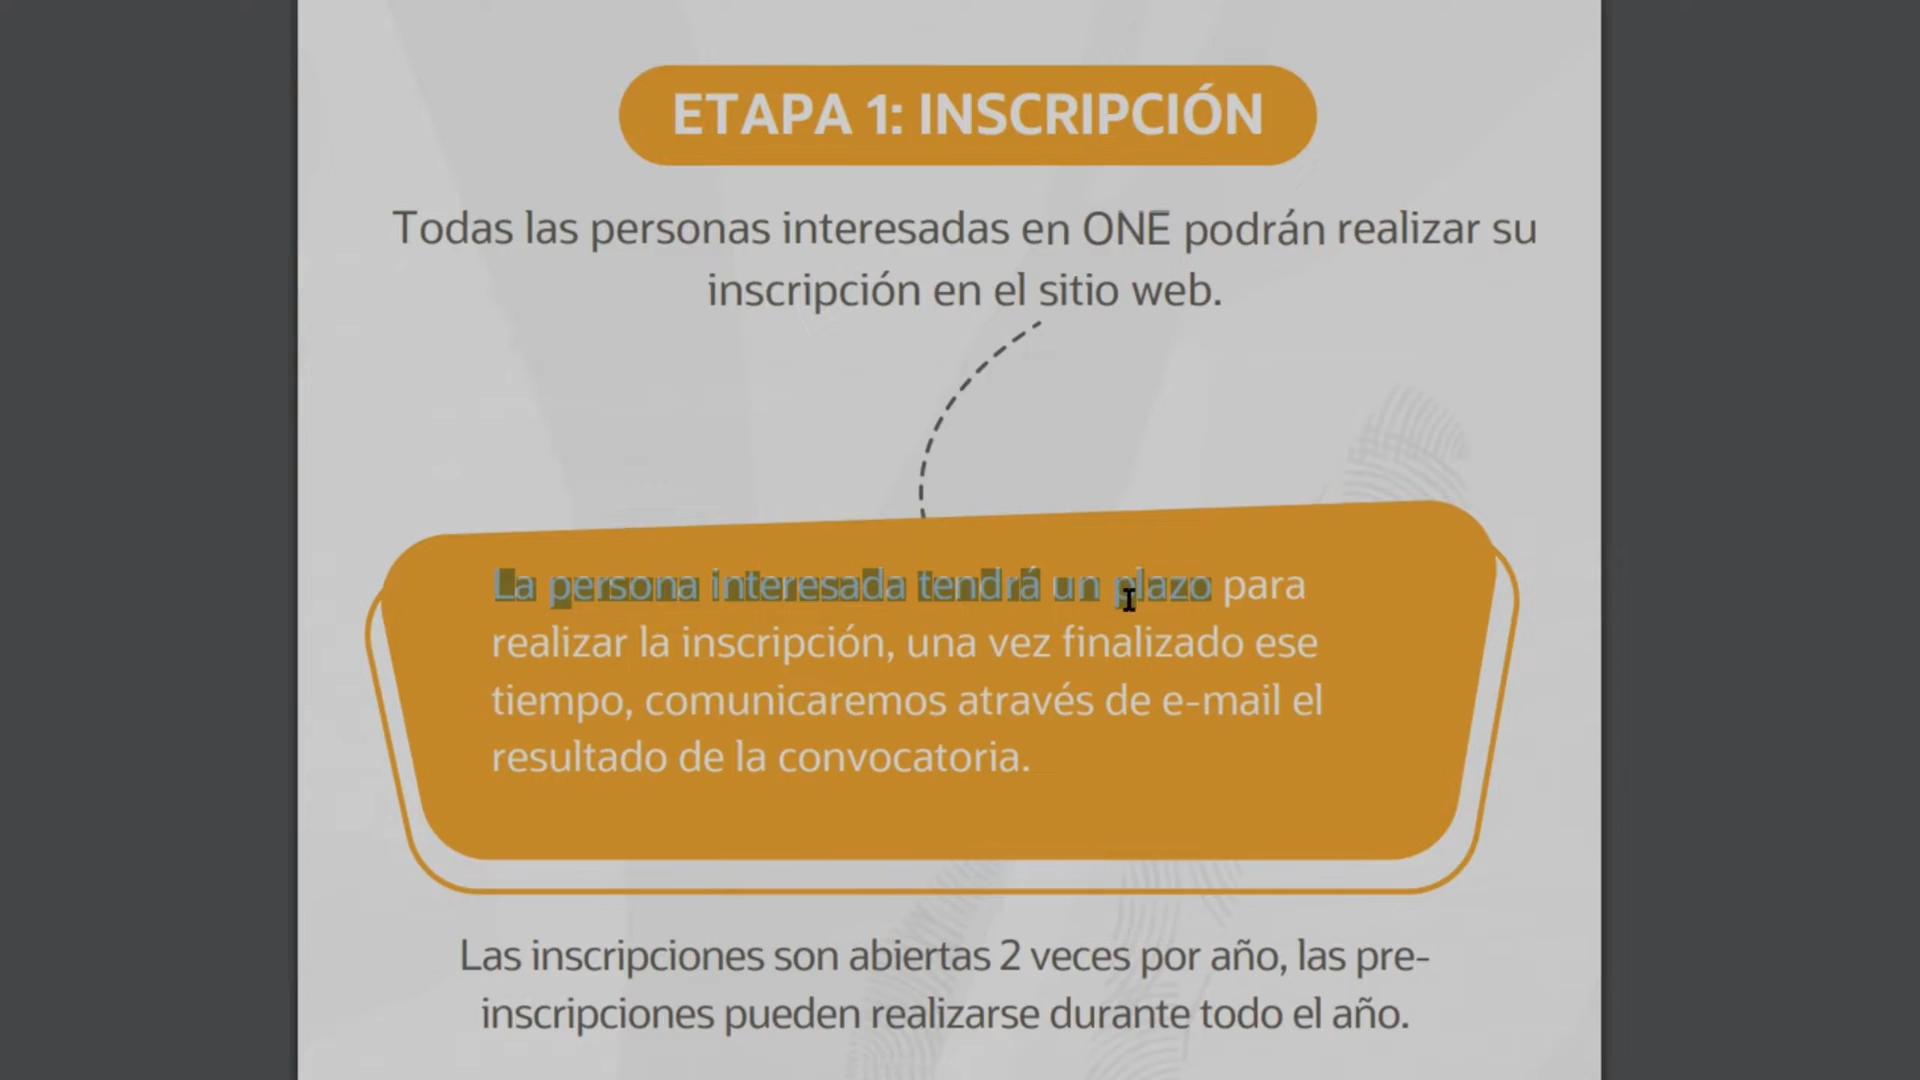 ETAPA 1: INSCRIPCIÓN
Todas las personas interesadas en ONE podrán realizar su
inscripción en el sitio web.
La persona interesada tendrá un plazo para
realizar la inscripción, una vez finalizado ese
tiempo, comunicaremos através de e-mail el
resultado de la convocatoria.
Las inscripciones son abiertas 2 veces por año, las pre-
inscripciones pueden realizarse durante todo el año.